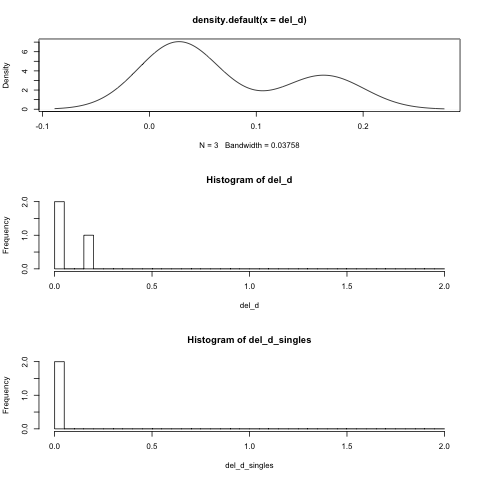 density.default(x = del_d)
Density
0 2 4 6
-0.1 0.0 0.1 0.2
N = 3 Bandwidth = 0.03758
Histogram of del_d
Frequency
0.0 1.0 2.0
0.0 0.5 1.0 1.5 2.0
del_d
Histogram of del_d_singles
Frequency
0.0 1.0 2.0
0.0 0.5 1.0 1.5 2.0
del_d_singles